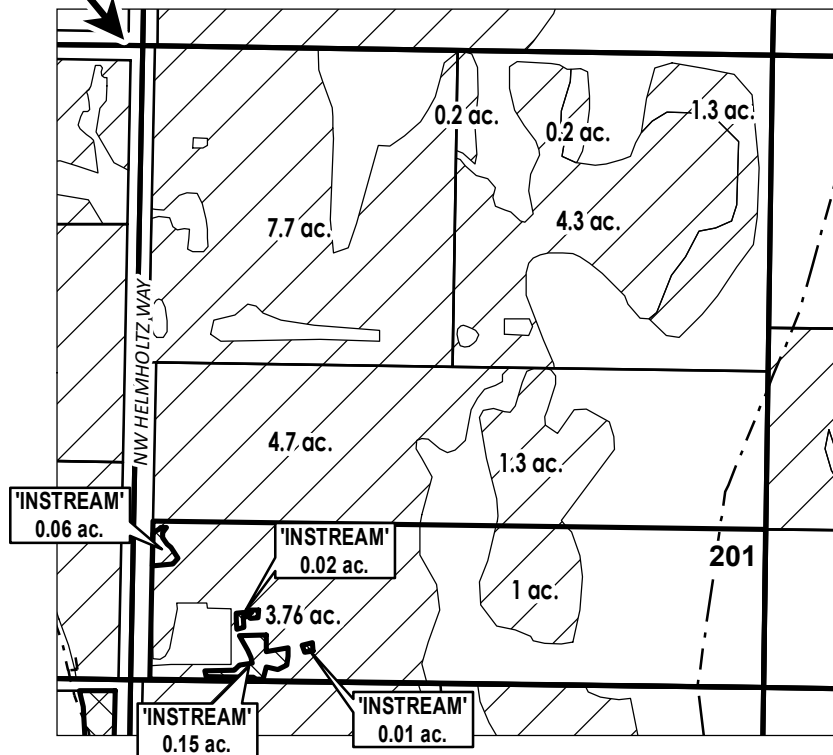 0.2 ac.
0.2 ac.
1.3 ac.
7.7 ac.
4.3 ac.
NW HELMHOLTZ WAY
4.7 ac.
1.3 ac.
'INSTREAM'
0.06 ac.
'INSTREAM'
0.02 ac.
201
1 ac.
3.76 ac.
'INSTREAM'
0.15 ac.
'INSTREAM'
0.01 ac.